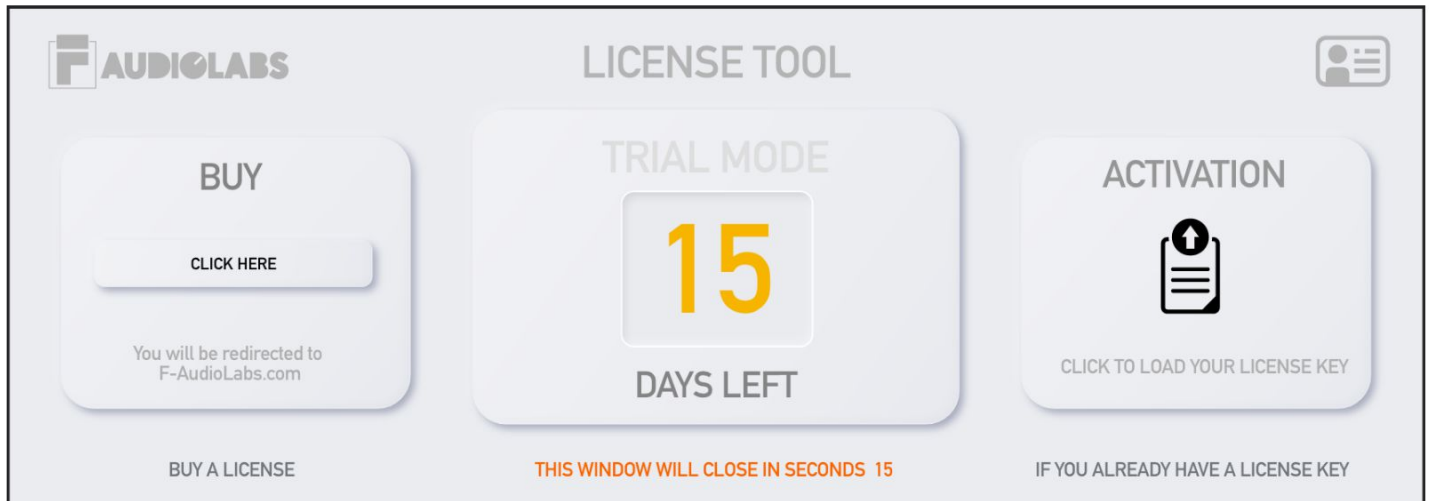 F AUDIOLABS
LICENSE TOOL
BUY
CLICK HERE
You will be redirected to
F-AudioLabs.com
BUY A LICENSE
TRIAL MODE
15
DAYS LEFT
THIS WINDOW WILL CLOSE IN SECONDS 15
ACTIVATION
CLICK TO LOAD YOUR LICENSE KEY
IF YOU ALREADY HAVE A LICENSE KEY